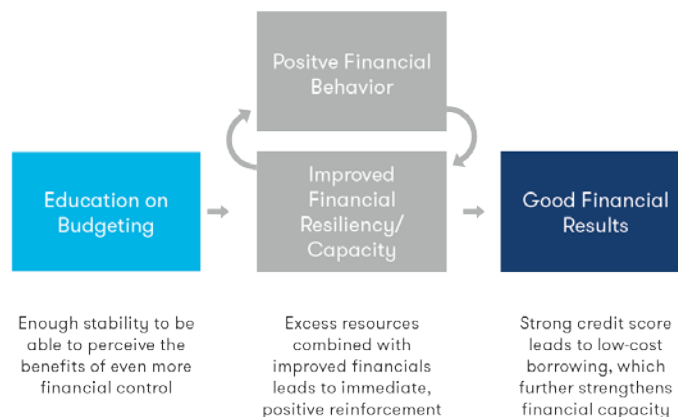 Positve Financial
Behavior
Education on
Budgeting
Improved
Financial
Resiliency/
Capacity
Good Financial
Results
Enough stability to be
able to perceive the
benefits of even more
financial control
Excess resources
combined with
improved financials
leads to immediate,
positive reinforcement
Strong credit score
leads to low-cost
borrowing, which
further strengthens
financial capacity